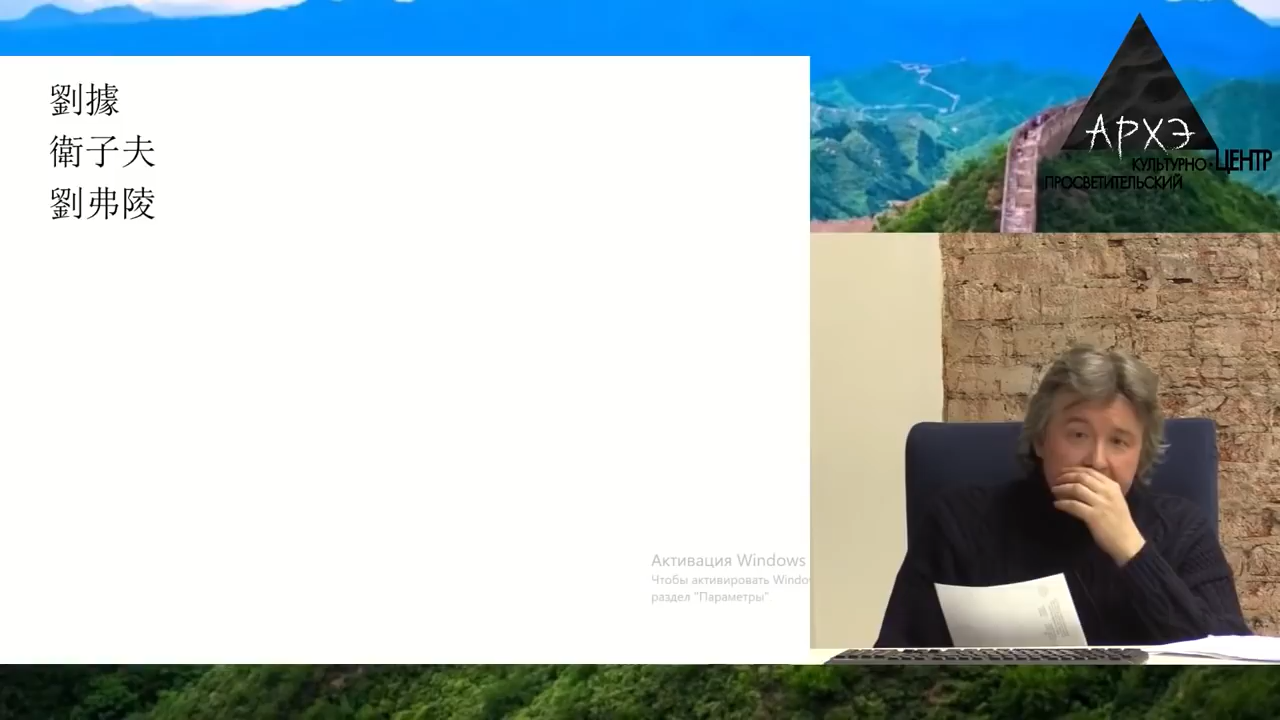 劉據
衛子夫
劉弗陵
АРХЭ
КУЛЬТУРНО-ЦЕНТР
ПРОСВЕТИТЕЛЬСКИЙ
Активация Windows
Чтобы активировать Windo
раздел "Параметры"